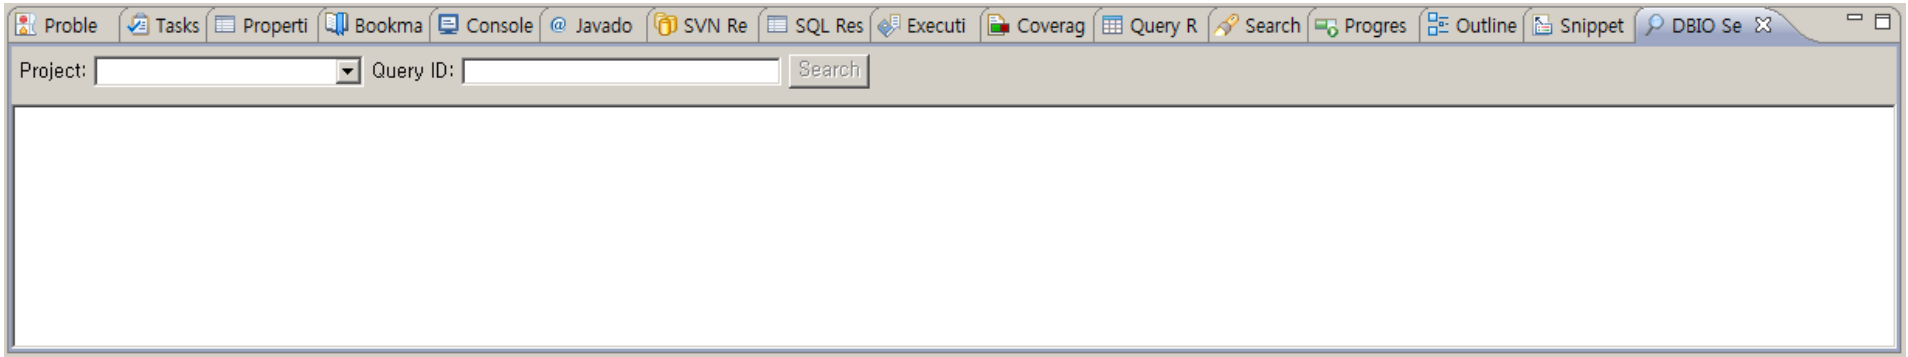 Proble Tasks Properti Bookma Console @ Javado SVN Re SQL Res Executi Coverag Query R Search Progres Outline Snippet DBIO Se
Project: Query ID: Search